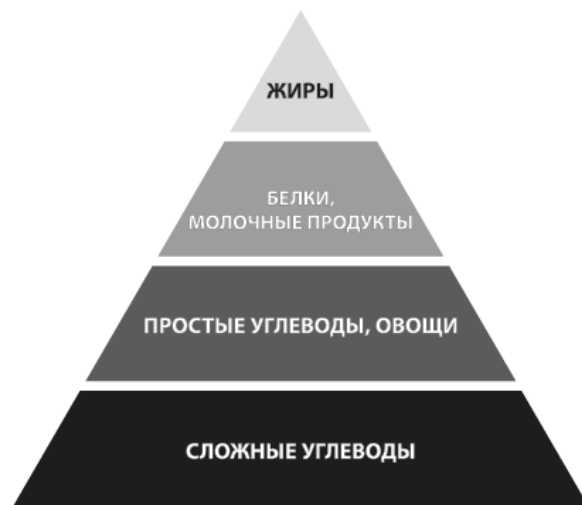 ЖИРЫ
БЕЛКИ,
МОЛОЧНЫЕ ПРОДУКТЫ
ПРОСТЫЕ УГЛЕВОДЫ, ОВОЩИ
СЛОЖНЫЕ УГЛЕВОДЫ